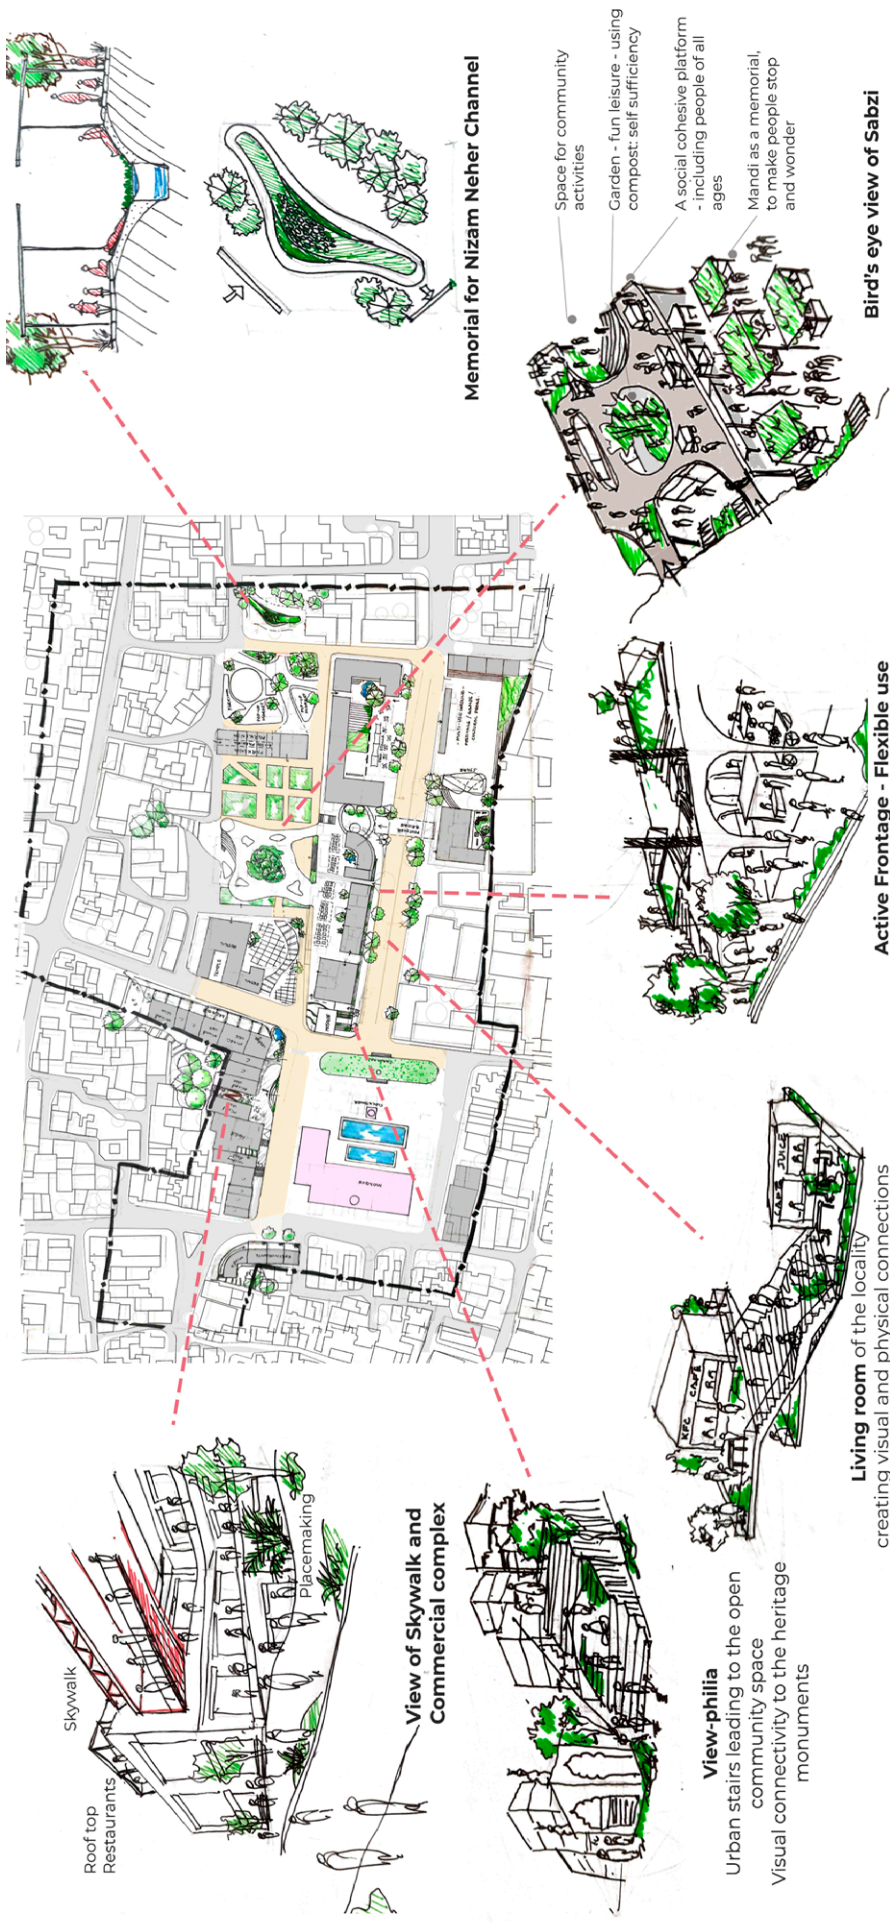 Skywalk
Roof top
Restaurants
Placemaking
View of Skywalk and
Commercial complex
View-philia
Urban stairs leading to the open
community space
Visual connectivity to the heritage
monuments
KFC CAFE
CAFE JUICE
Living room of the locality
creating visual and physical connections
Active Frontage - Flexible use
Memorial for Nizam Neher Channel
Space for community
activities
Garden - fun leisure - using
compost: self sufficiency
A social cohesive platform
- including people of all
ages
Mandi as a memorial,
to make people stop
and wonder
Bird's eye view of Sabzi
TEMPLE
RETAIL
MOSQUE